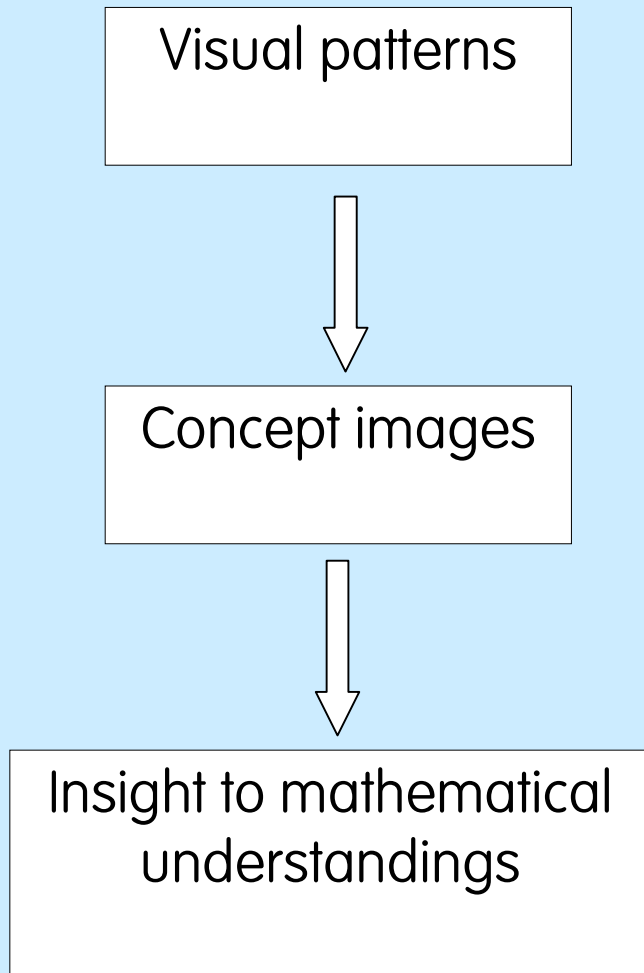 Visual patterns
Concept images
Insight to mathematical
understandings